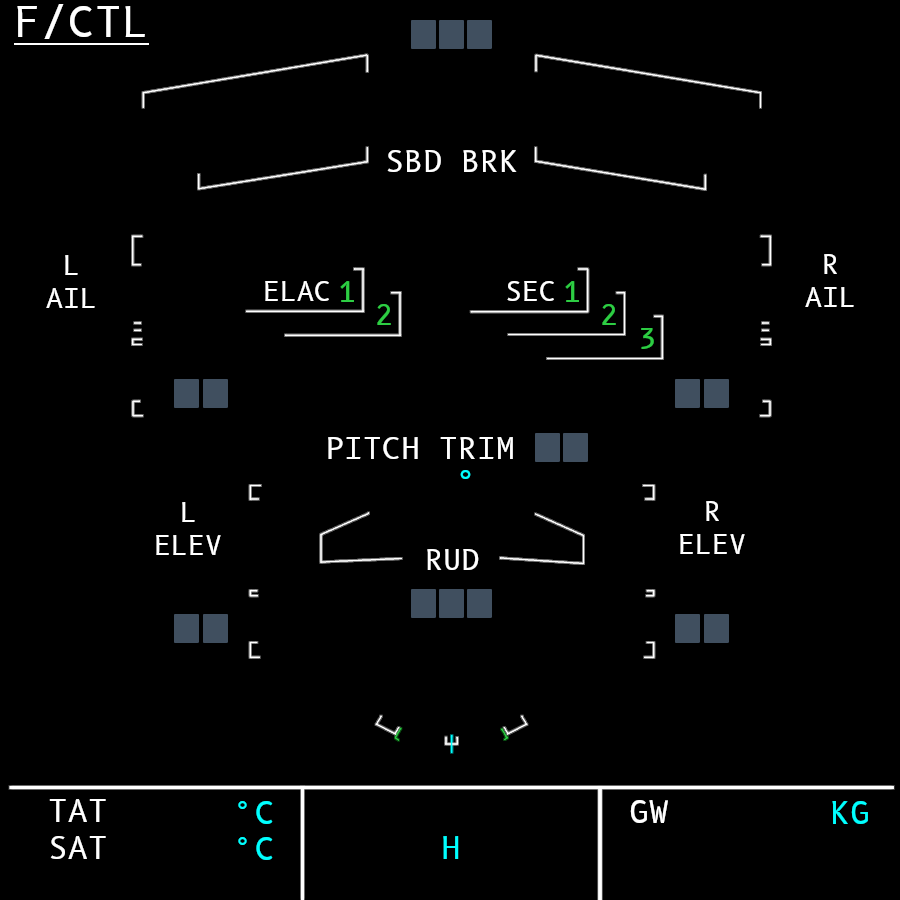 F/CTL
SBD BRK
L
AIL
ELAC 1
2
SEC 1
2
3
R
AIL
PITCH TRIM
°
L
ELEV
RUD
R
ELEV
TAT °C
SAT °C
H
GW KG